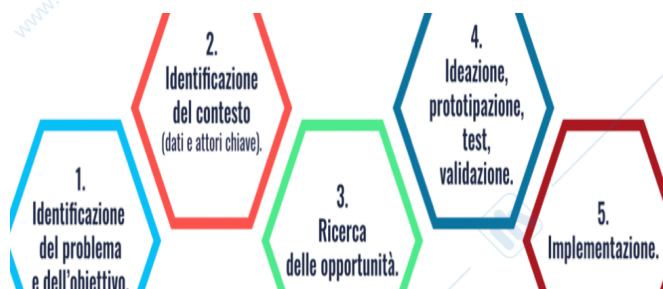 www.
1.
Identificazione
del problema
e dell'obiettivo.
2.
Identificazione
del contesto
(dati e attori chiave).
3.
Ricerca
delle opportunità.
4.
Ideazione,
prototipazione,
test,
validazione.
5.
Implementazione.